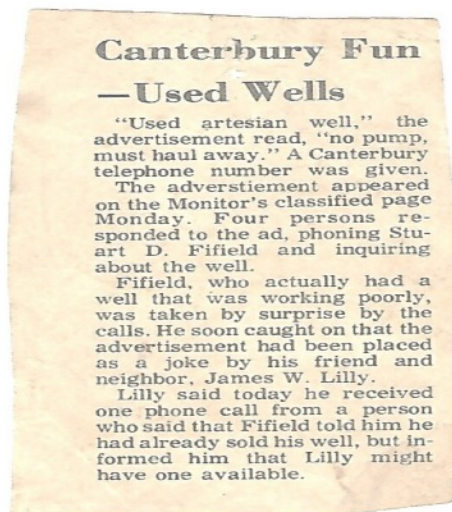 Canterbury Fun
—Used Wells
“Used artesian well,” the
advertisement read, “no pump,
must haul away.” A Canterbury
telephone number was given.
The adverstiement appeared
on the Monitor’s classified page
Monday. Four persons re-
sponded to the ad, phoning Stu-
art D. Fifield and inquiring
about the well.
Fifield, who actually had a
well that was working poorly,
was taken by surprise by the
calls. He soon caught on that the
advertisement had been placed
as a joke by his friend and
neighbor, James W. Lilly.
Lilly said today he received
one phone call from a person
who said that Fifield told him he
had already sold his well, but in-
formed him that Lilly might
have one available.